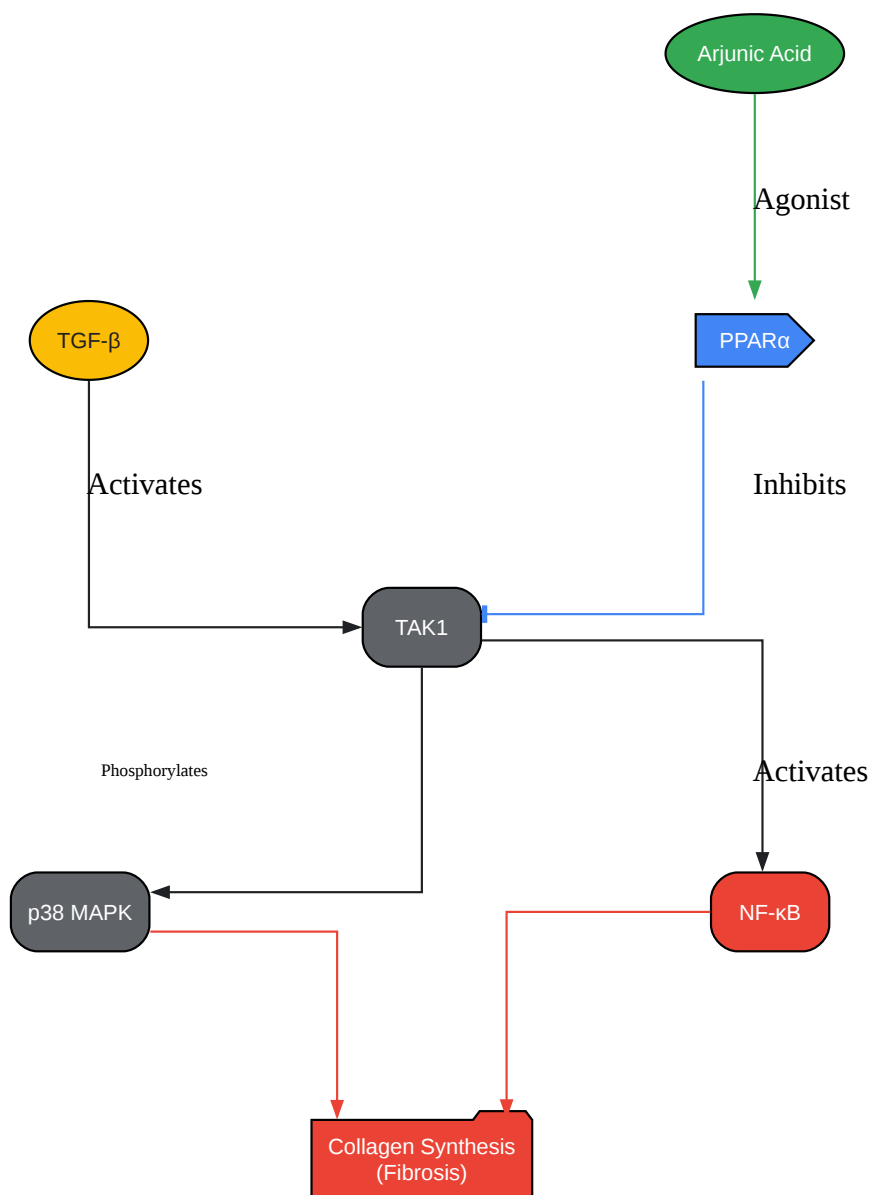 Arjunic Acid
Agonist
TGF-β
PPARα
Activates
Inhibits
TAK1
Phosphorylates
Activates
p38 MAPK
NF-κB
Collagen Synthesis
(Fibrosis)